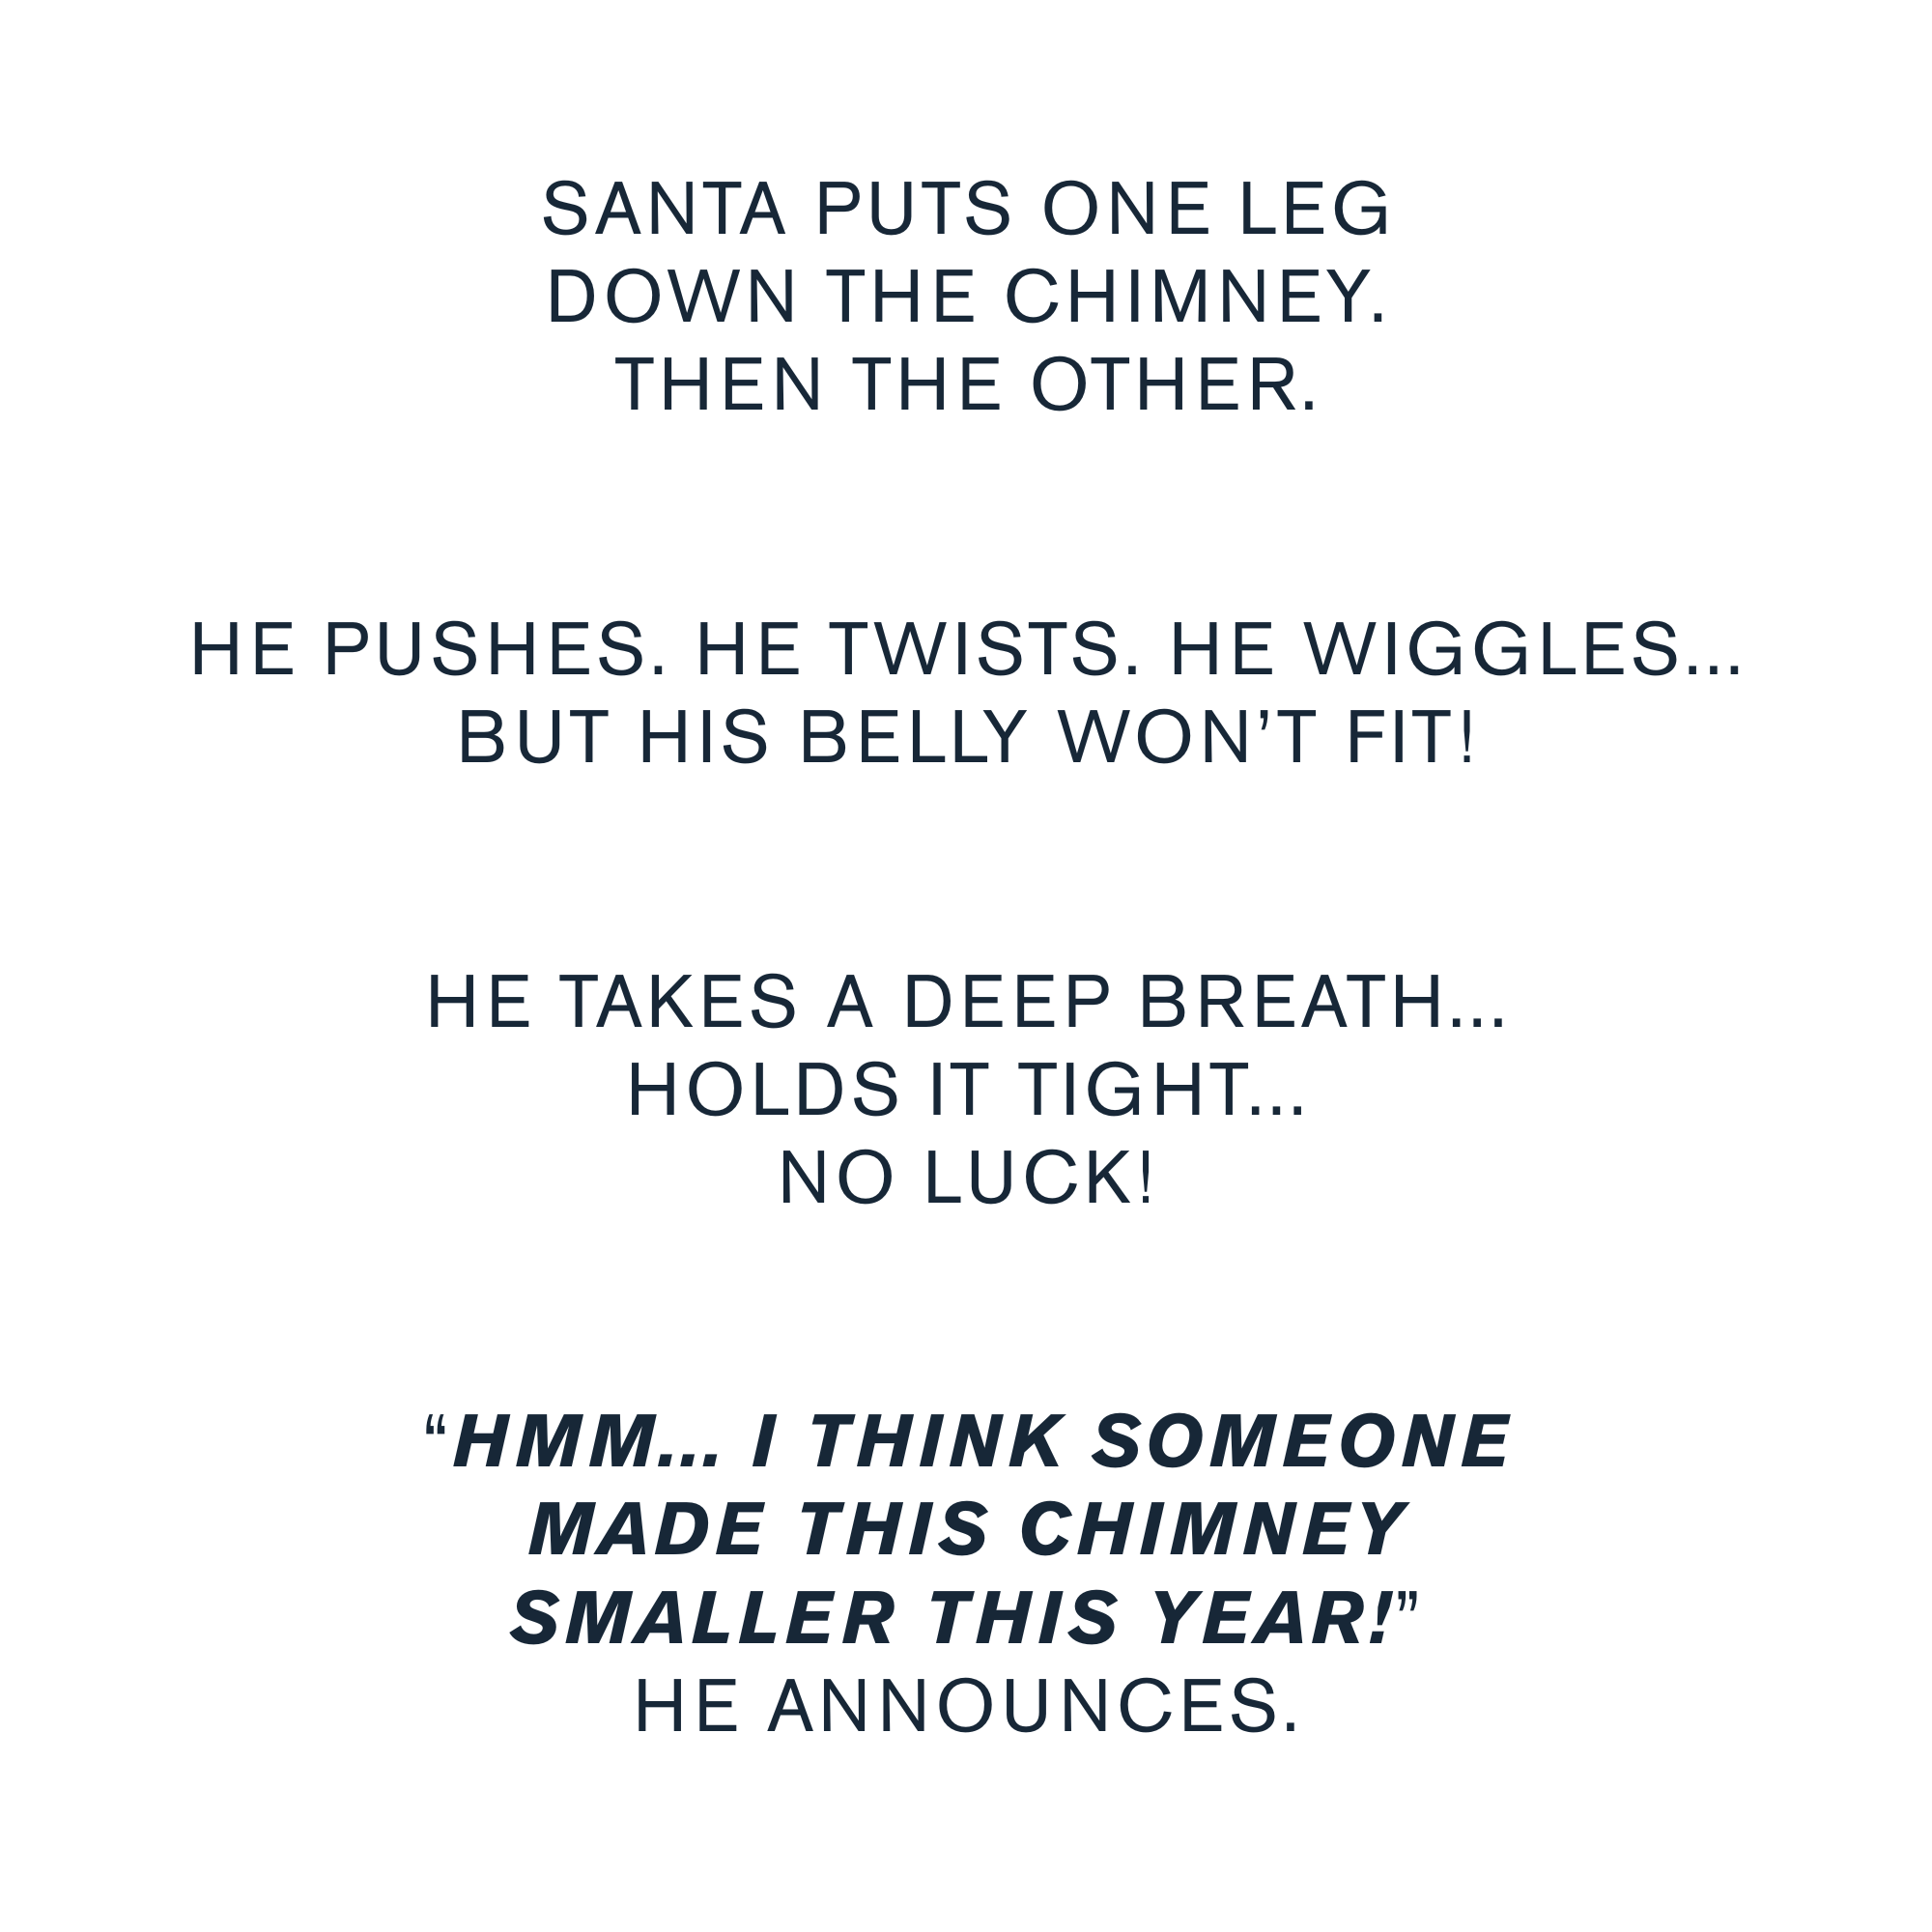 SANTA PUTS ONE LEG
DOWN THE CHIMNEY.
THEN THE OTHER.
HE PUSHES. HE TWISTS. HE WIGGLES...
BUT HIS BELLY WON’T FIT!
HE TAKES A DEEP BREATH...
HOLDS IT TIGHT...
NO LUCK!
“HMM... I THINK SOMEONE
MADE THIS CHIMNEY
SMALLER THIS YEAR!”
HE ANNOUNCES.